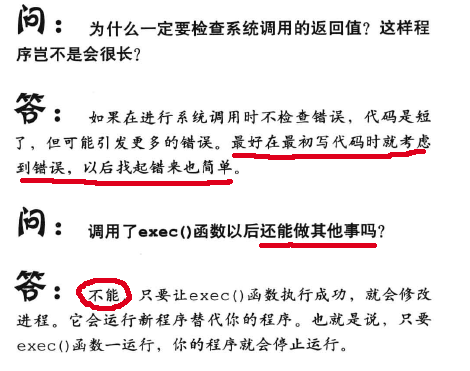 问： 为什么一定要检查系统调用的返回值？这样程
序岂不是会很长？
答： 如果在进行系统调用时不检查错误，代码是短
了，但可能引发更多的错误。最好在最初写代码时就考虑
到错误，以后找起错来也简单。
问： 调用了exec()函数以后还能做其他事吗？
答： 不能，只要让exec()函数执行成功，就会修改
进程。它会运行新程序替代你的程序。也就是说，只要
exec()函数一运行，你的程序就会停止运行。